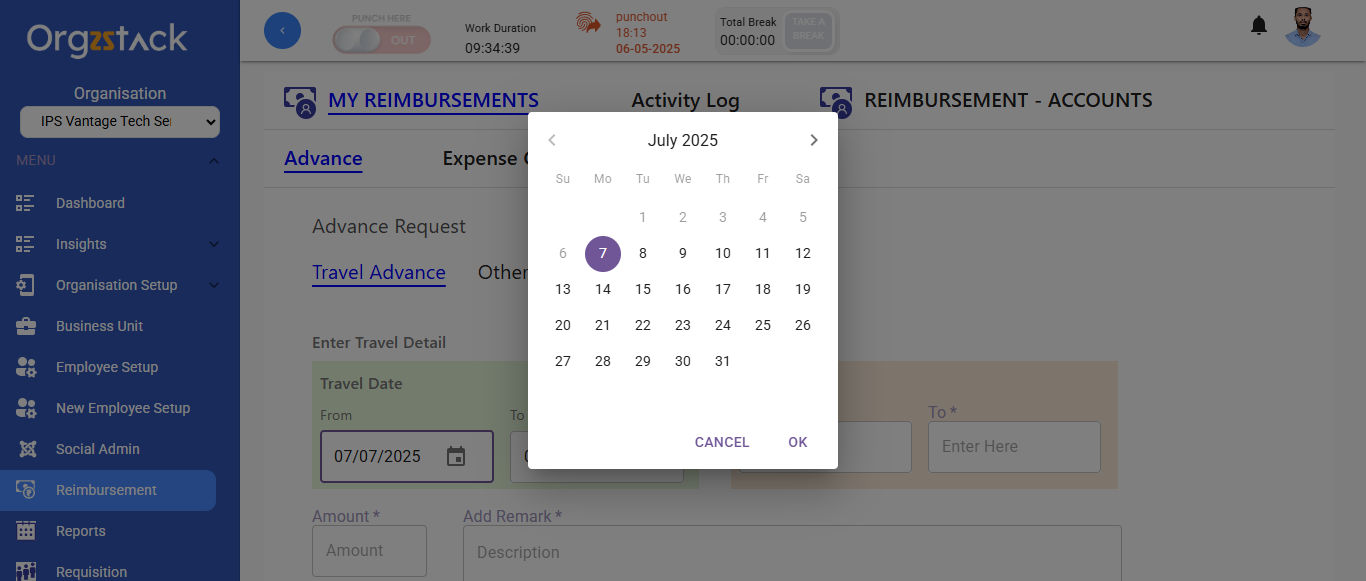 Orgzstack
Organisation
IPS Vantage Tech Ser
MENU
Dashboard
Insights
Organisation Setup
Business Unit
Employee Setup
New Employee Setup
Social Admin
Reimbursement
Reports
Requisition
PUNCH HERE
OUT
Work Duration
09:34:39
punchout
18:13
06-05-2025
Total Break
00:00:00
TAKE A
BREAK
MY REIMBURSEMENTS
Activity Log
REIMBURSEMENT - ACCOUNTS
Advance
Expense
Advance Request
Travel Advance
Other
Enter Travel Detail
Travel Date
From
To
07/07/2025
To *
Enter Here
Amount *
Amount
Add Remark *
Description
July 2025
Su Mo Tu We Th Fr Sa
1 2 3 4 5
6 7 8 9 10 11 12
13 14 15 16 17 18 19
20 21 22 23 24 25 26
27 28 29 30 31
CANCEL OK